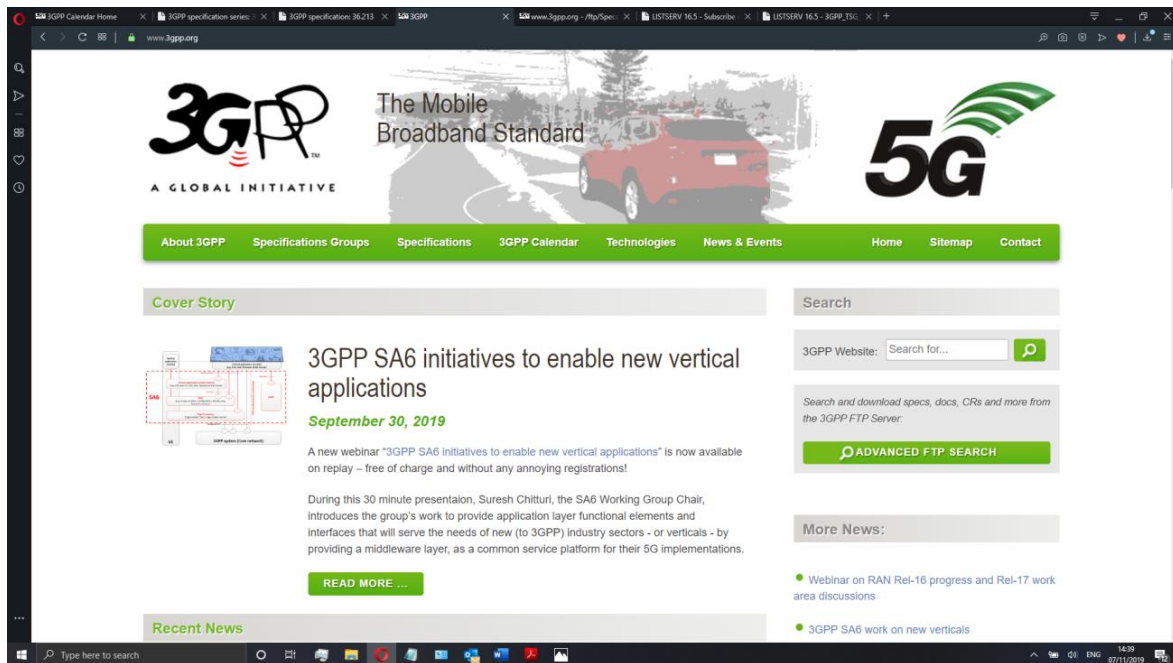 3GPP Calendar Home
3GPP specification series: 3
3GPP specification: 36.213
3GPP
www.3gpp.org - /ftp/Spec
LISTSERV 16.5 - Subscribe
LISTSERV 16.5 - 3GPP_TSG_
www.3gpp.org
3GPP
TM
A GLOBAL INITIATIVE
The Mobile
Broadband Standard
5G
About 3GPP
Specifications Groups
Specifications
3GPP Calendar
Technologies
News & Events
Home
Sitemap
Contact
Cover Story
SA6
3GPP SA6 initiatives to enable new vertical
applications
September 30, 2019
A new webinar "3GPP SA6 initiatives to enable new vertical applications" is now available
on replay – free of charge and without any annoying registrations!
During this 30 minute presentaion, Suresh Chitturi, the SA6 Working Group Chair,
introduces the group's work to provide application layer functional elements and
interfaces that will serve the needs of new (to 3GPP) industry sectors - or verticals - by
providing a middleware layer, as a common service platform for their 5G implementations.
READ MORE ...
Recent News
Search
3GPP Website:
Search for...
Search and download specs, docs, CRs and more from
the 3GPP FTP Server:
ADVANCED FTP SEARCH
More News:
Webinar on RAN Rel-16 progress and Rel-17 work
area discussions
3GPP SA6 work on new verticals
Type here to search
ENG
14:39
07/11/2019